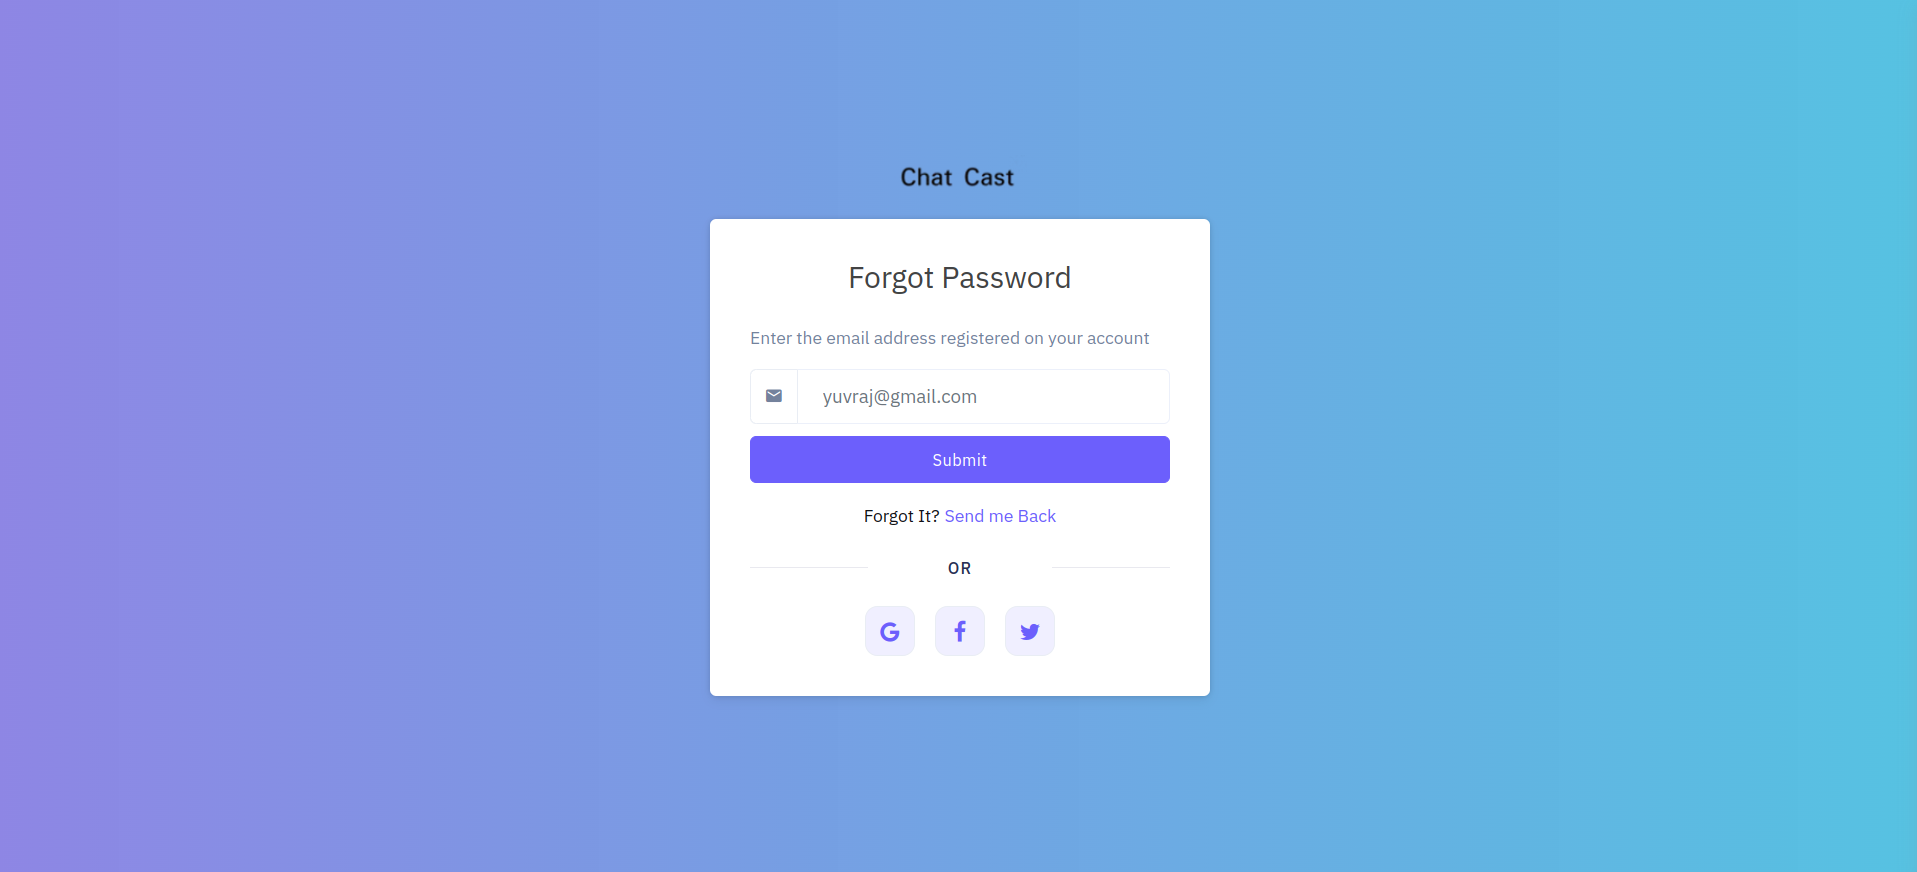 Chat Cast
Forgot Password
Enter the email address registered on your account
yuvraj@gmail.com
Submit
Forgot It? Send me Back
OR